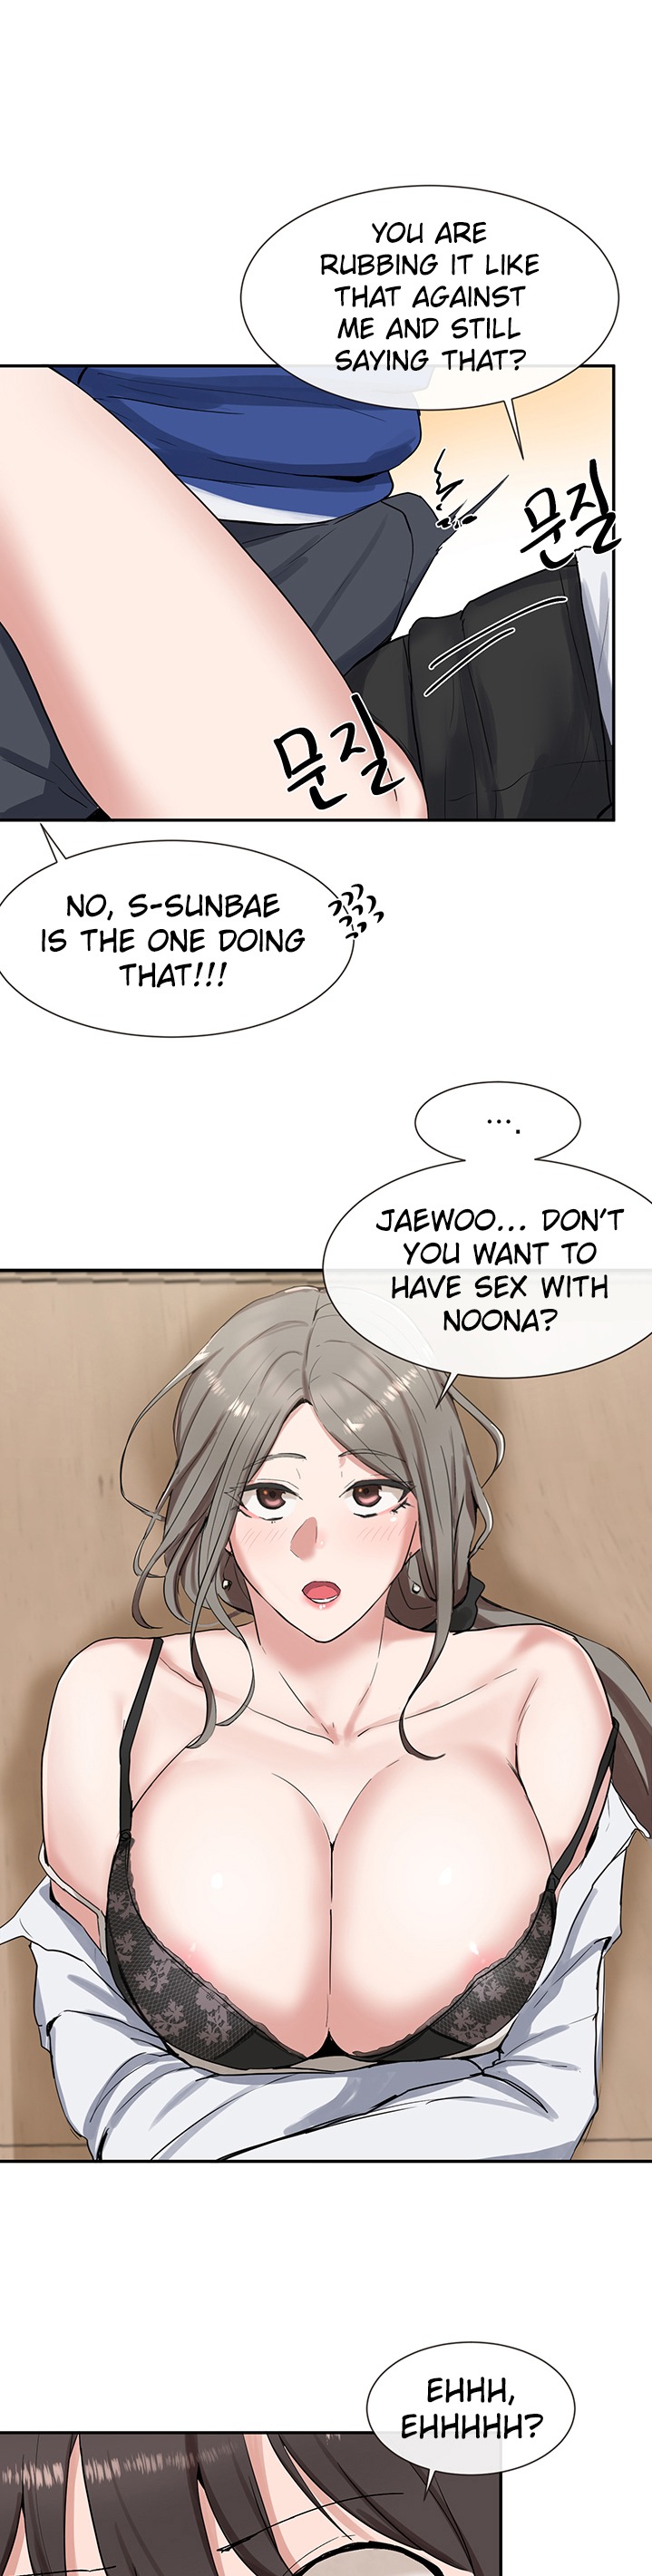 YOU ARE
RUBBING IT LIKE
THAT AGAINST
ME AND STILL
SAYING THAT?
문질
문질
NO, S-SUNBAE
IS THE ONE DOING
THAT!!!
....
JAEWOO... DON'T
YOU WANT TO
HAVE SEX WITH
NOONA?
EHHH,
EHHHHH?